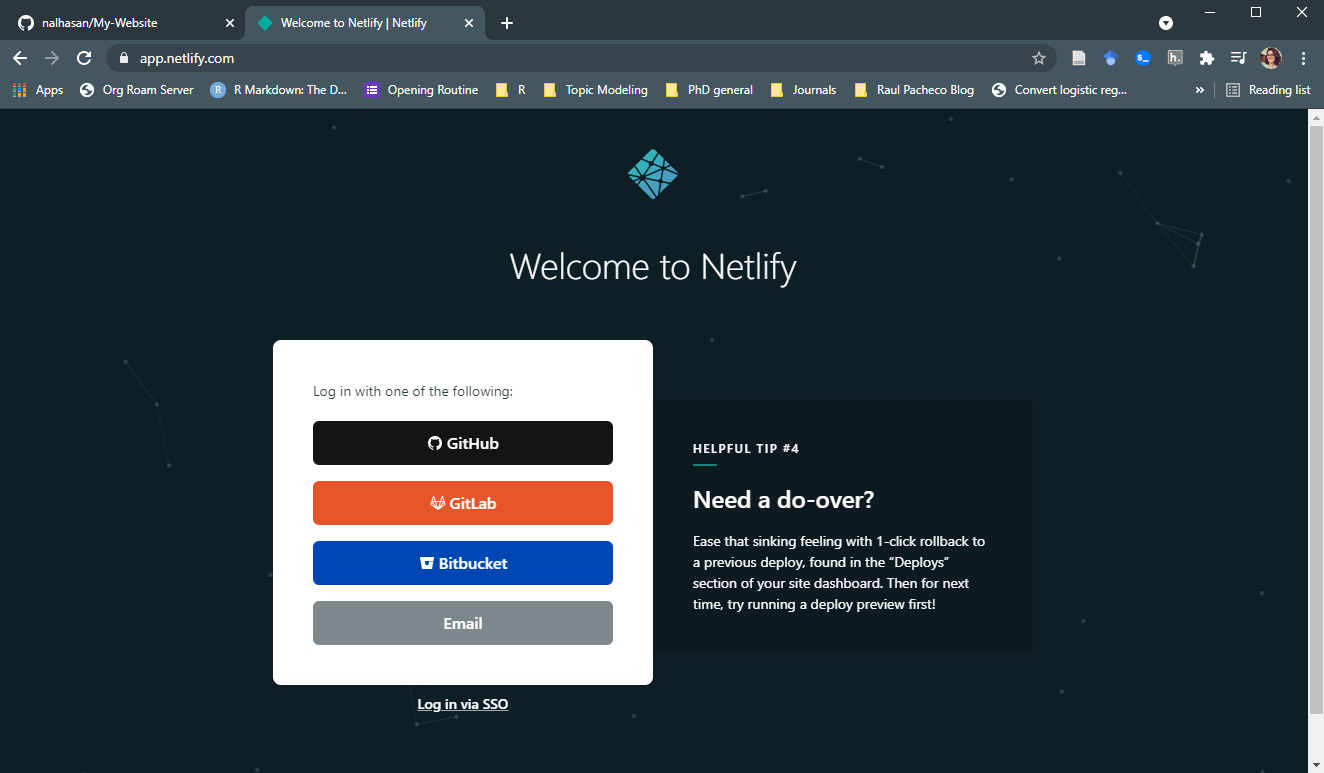 nalhasan/My-Website
Welcome to Netlify | Netlify
app.netlify.com
Apps
Org Roam Server
R Markdown: The D...
Opening Routine
R
Topic Modeling
PhD general
Journals
Raul Pacheco Blog
Convert logistic reg...
»
Reading list
Welcome to Netlify
Log in with one of the following:
GitHub
GitLab
Bitbucket
Email
Log in via SSO
HELPFUL TIP #4
Need a do-over?
Ease that sinking feeling with 1-click rollback to
a previous deploy, found in the “Deploys”
section of your site dashboard. Then for next
time, try running a deploy preview first!